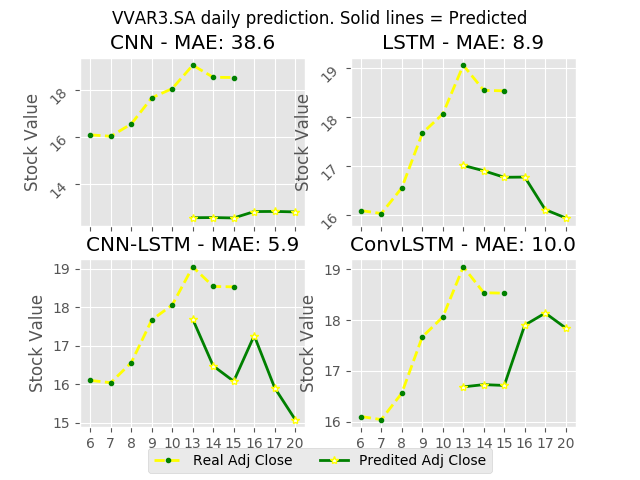 VVAR3.SA daily prediction. Solid lines = Predicted
CNN - MAE: 38.6
LSTM - MAE: 8.9
Stock Value
18
16
14
Stock Value
19
18
17
16
CNN-LSTM - MAE: 5.9
ConvLSTM - MAE: 10.0
Stock Value
19
18
17
16
15
Stock Value
19
18
17
16
6 7 8 9 10 13 14 15 16 17 20
6 7 8 9 10 13 14 15 16 17 20
Real Adj Close
Predited Adj Close